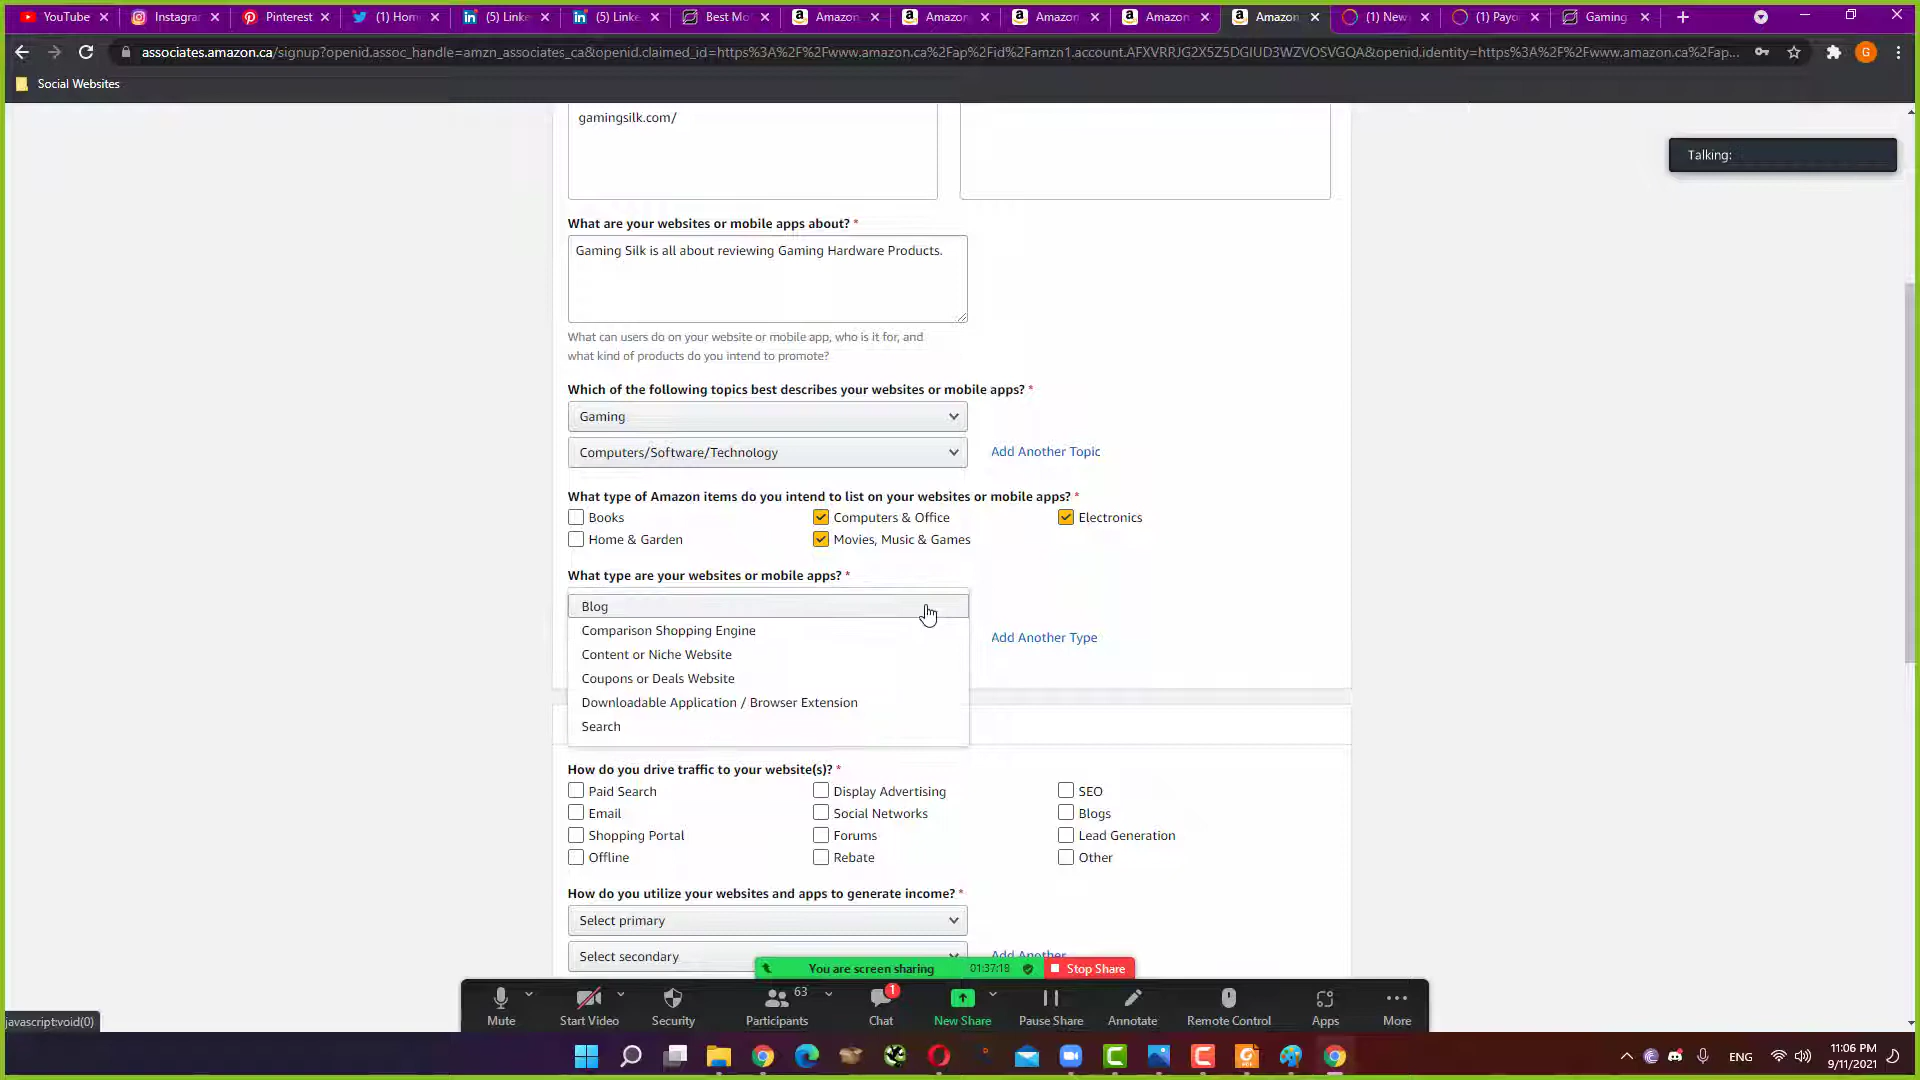 YouTube
Instagrar
Pinterest
(1) Hom
(5) Linke
(5) Linke
Best Mo
Amazon
Amazon
Amazon
Amazon
Amazon
(1) New
(1) Payo
Gaming
associates.amazon.ca/signup?openid.assoc_handle=amzn_associates_ca&openid.claimed_id=https%3A%2F%2Fwww.amazon.ca%2Fap%2Fid%2Famzn1.account.AFXVRRJG2X5Z5DGIUD3WZVOSVGQA&openid.identity=https%3A%2F%2Fwww.amazon.ca%2Fap...
G
Social Websites
gamingsilk.com/
Talking:
What are your websites or mobile apps about? *
Gaming Silk is all about reviewing Gaming Hardware Products.
What can users do on your website or mobile app, who is it for, and
what kind of products do you intend to promote?
Which of the following topics best describes your websites or mobile apps? *
Gaming
Computers/Software/Technology
Add Another Topic
What type of Amazon items do you intend to list on your websites or mobile apps? *
Books
Computers & Office
Electronics
Home & Garden
Movies, Music & Games
What type are your websites or mobile apps? *
Blog
Comparison Shopping Engine
Add Another Type
Content or Niche Website
Coupons or Deals Website
Downloadable Application / Browser Extension
Search
How do you drive traffic to your website(s)? *
Paid Search
Display Advertising
SEO
Email
Social Networks
Blogs
Shopping Portal
Forums
Lead Generation
Offline
Rebate
Other
How do you utilize your websites and apps to generate income? *
Select primary
Select secondary
Add Another
You are screen sharing
01:37:18
Stop Share
63
1
Mute
Start Video
Security
Participants
Chat
New Share
Pause Share
Annotate
Remote Control
Apps
More
javascript:void(0)
ENG
11:06 PM
9/11/2021